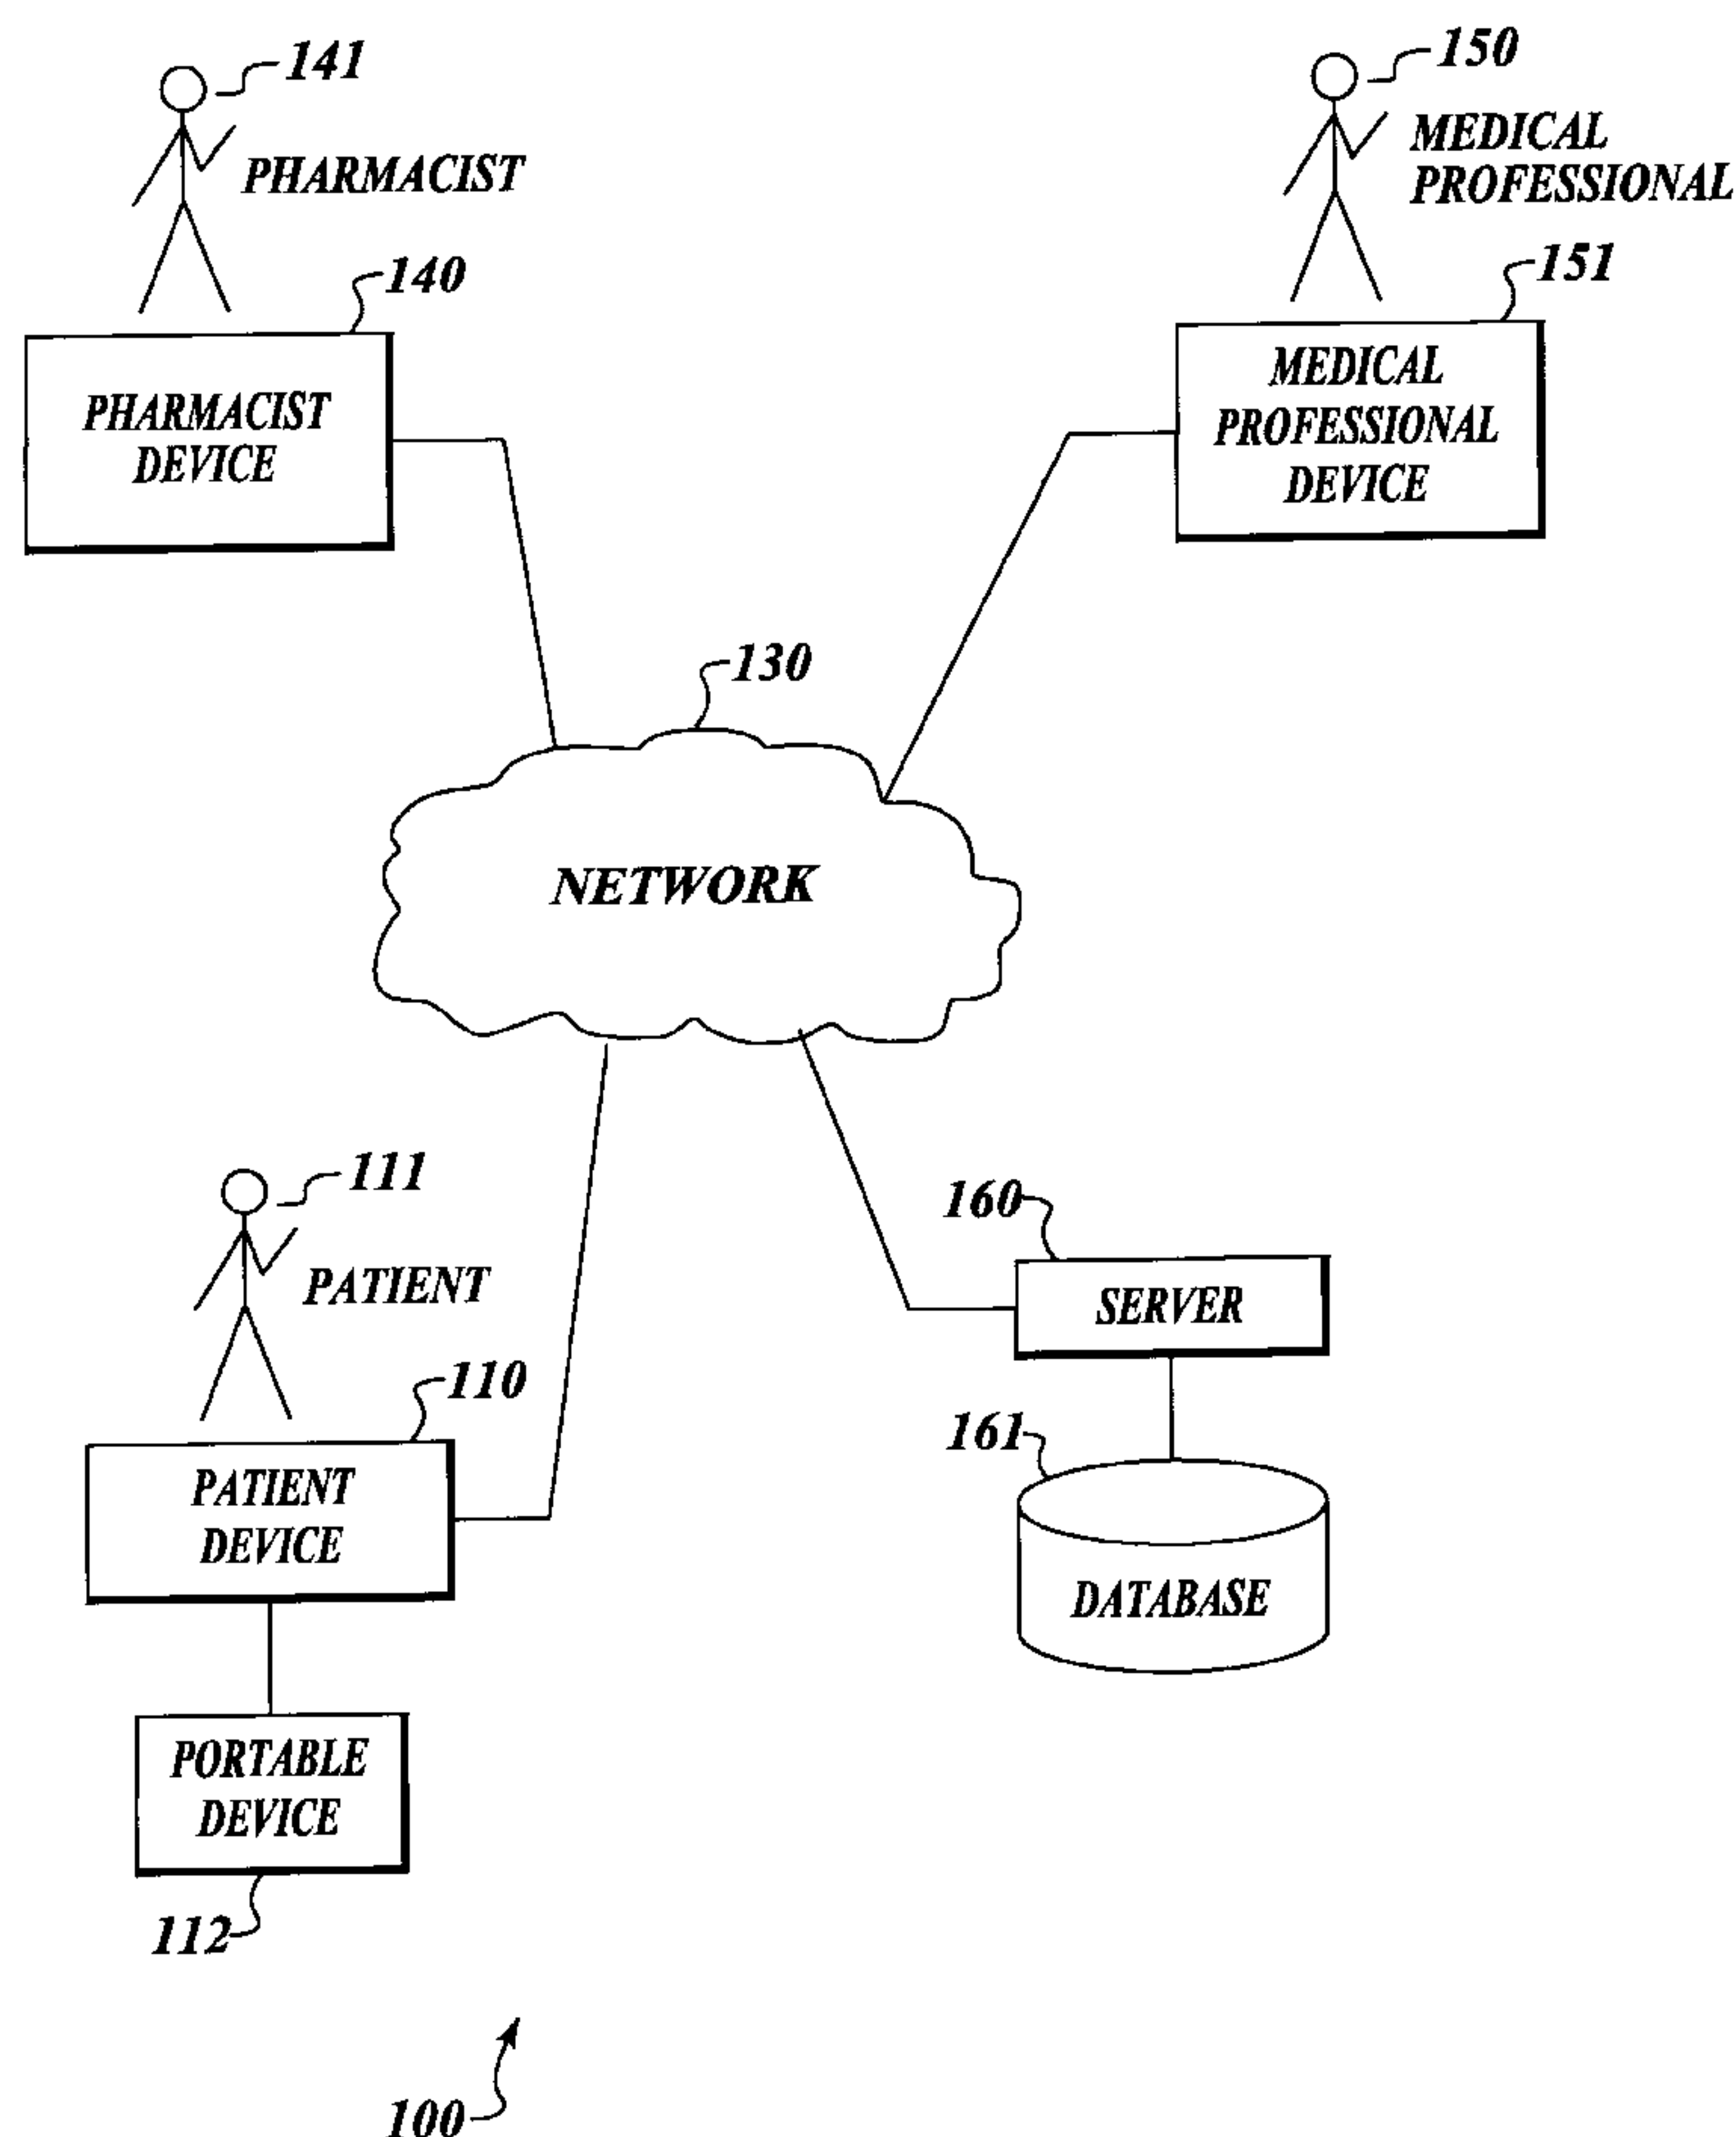 141
PHARMACIST
140
PHARMACIST
DEVICE
150
MEDICAL
PROFESSIONAL
151
MEDICAL
PROFESSIONAL
DEVICE
130
NETWORK
111
PATIENT
110
PATIENT
DEVICE
PORTABLE
DEVICE
112
160
SERVER
161
DATABASE
100